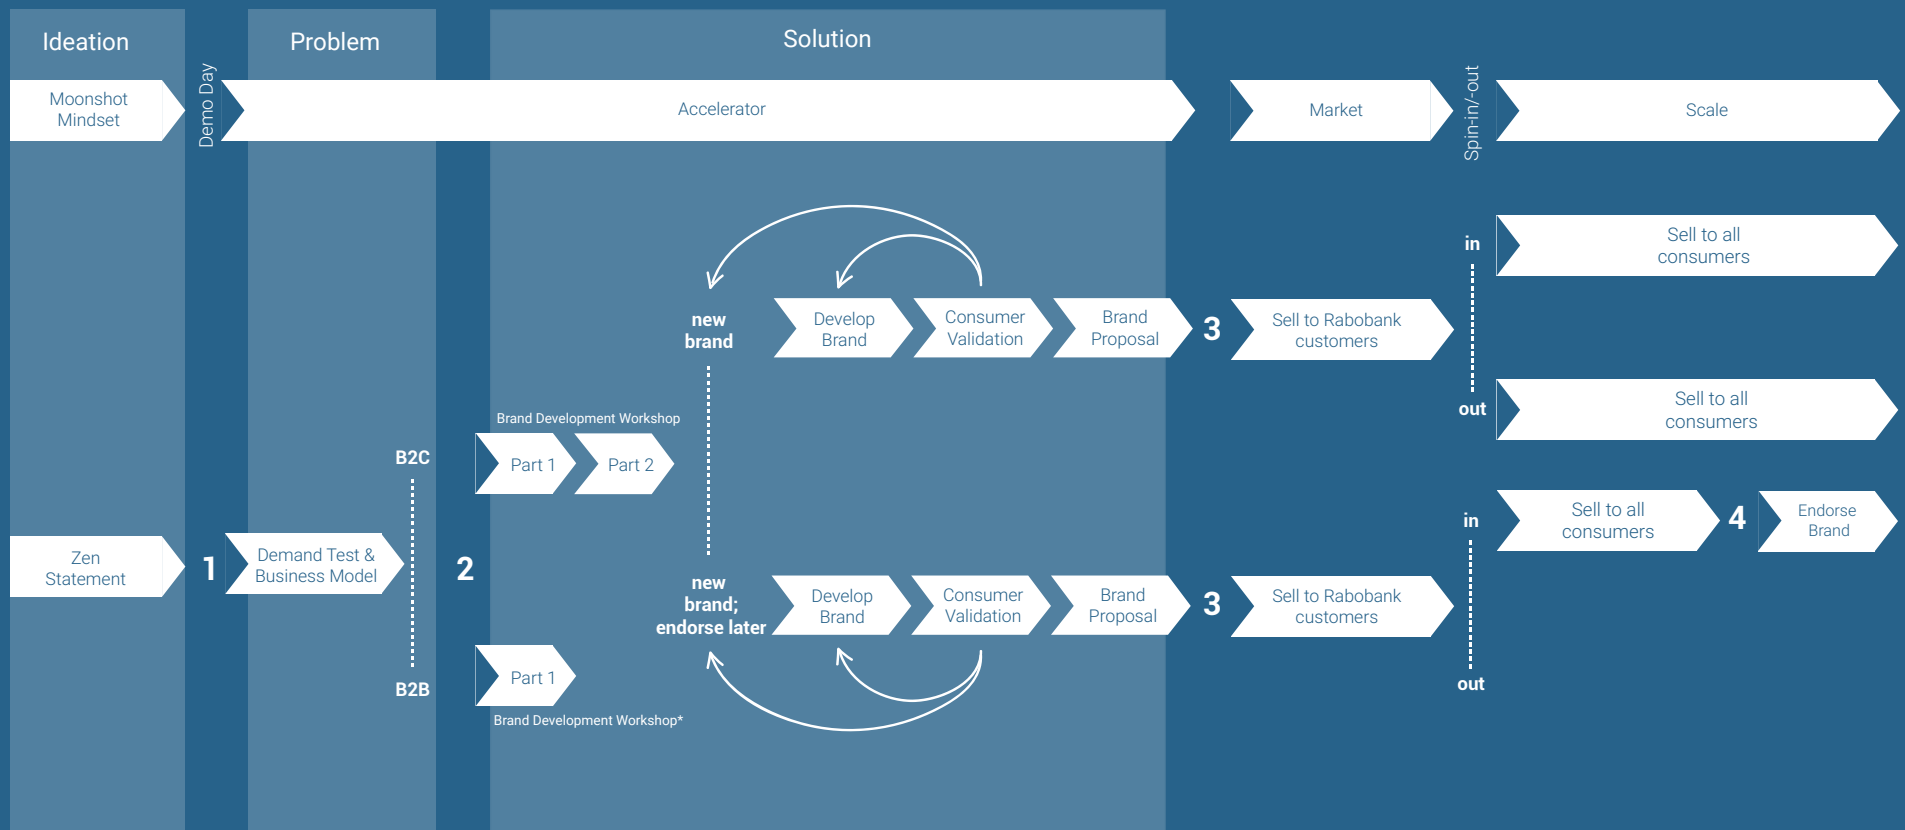 Ideation
Problem
Solution
Moonshot
Mindset
Demo Day
Accelerator
Market
Spin-in/-out
Scale
new
brand
Develop
Brand
Consumer
Validation
Brand
Proposal
3
Sell to Rabobank
customers
in
out
Sell to all
consumers
Sell to all
consumers
Brand Development Workshop
Part 1
Part 2
B2C
B2B
Zen
Statement
1
Demand Test &
Business Model
2
Part 1
Brand Development Workshop*
new
brand;
endorse later
Develop
Brand
Consumer
Validation
Brand
Proposal
3
Sell to Rabobank
customers
in
out
Sell to all
consumers
4
Endorse
Brand